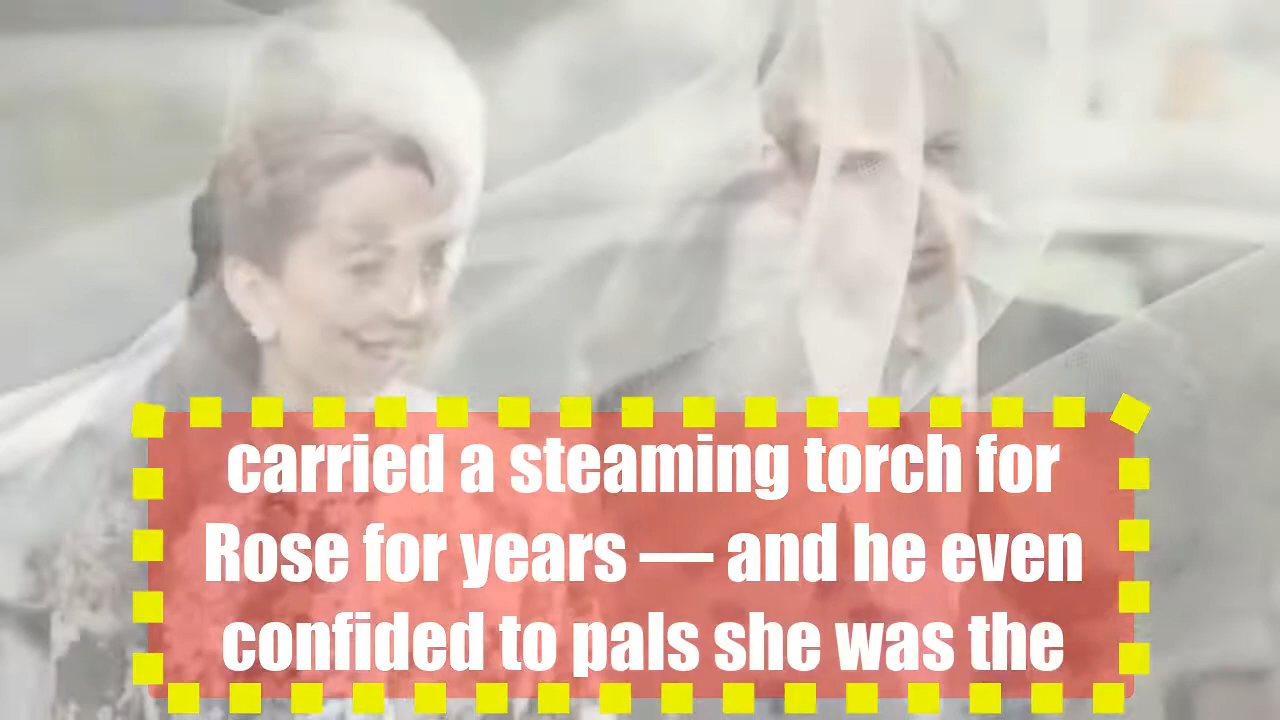 carried a steaming torch for
Rose for years — and he even
confided to pals she was the